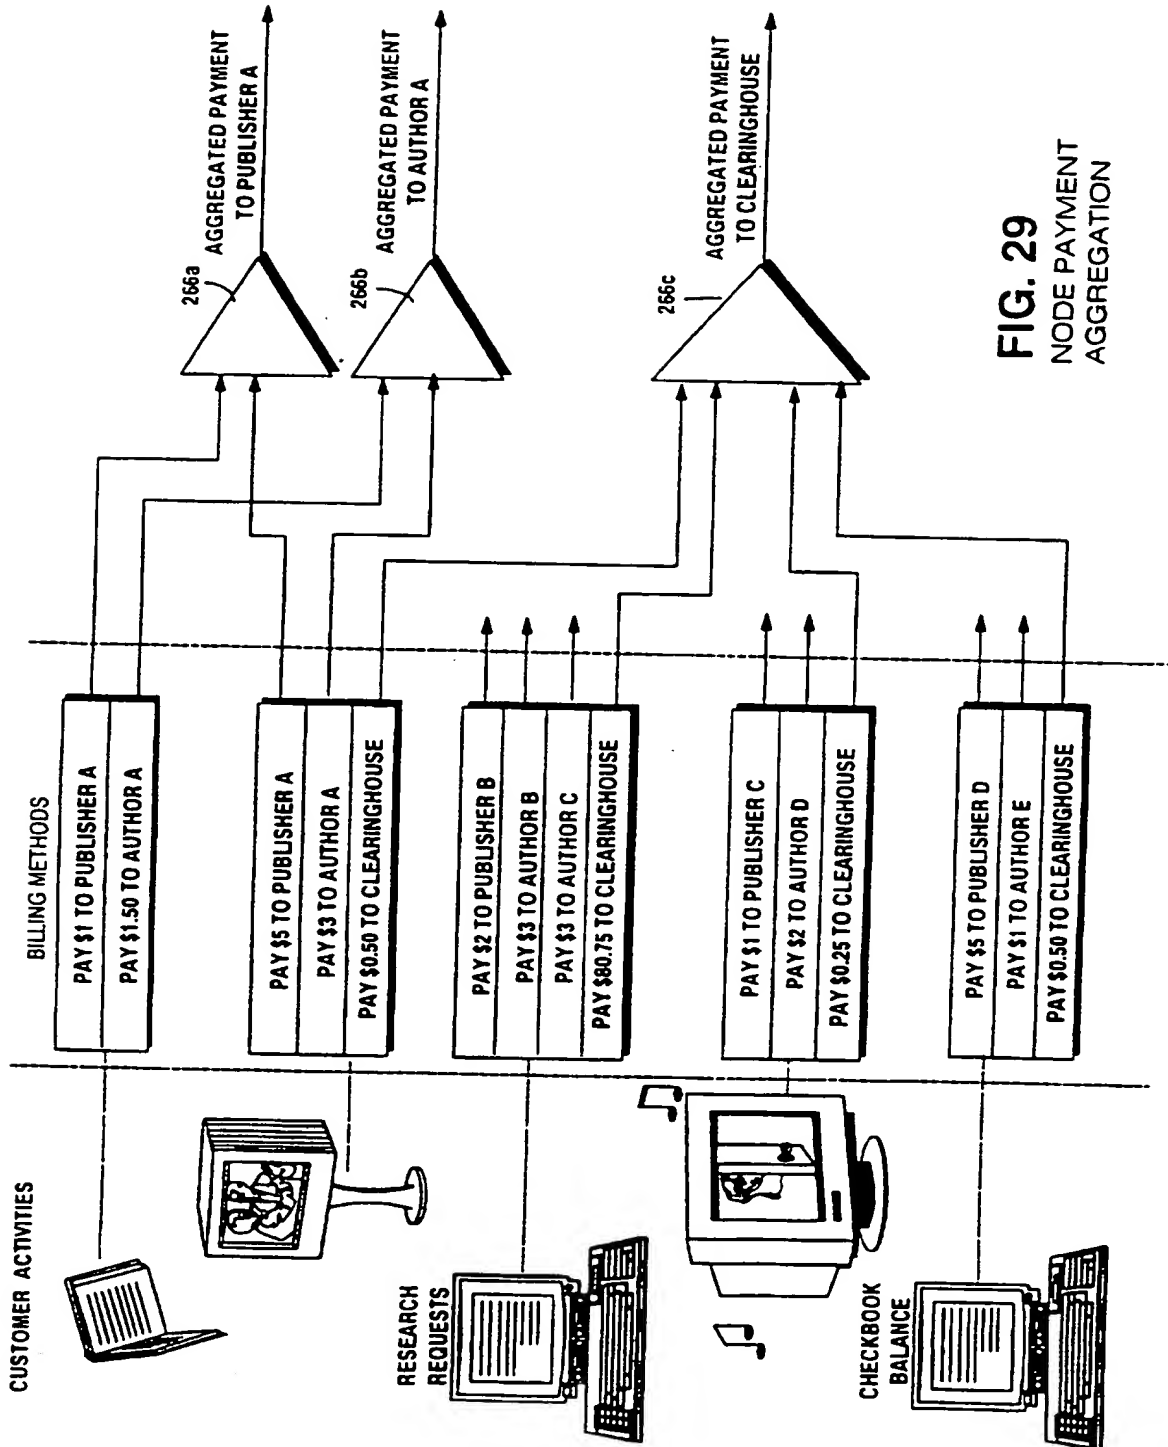 CUSTOMER ACTIVITIES
RESEARCH
REQUESTS
CHECKBOOK
BALANCE
BILLING METHODS
PAY $1 TO PUBLISHER A
PAY $1.50 TO AUTHOR A
PAY $5 TO PUBLISHER A
PAY $3 TO AUTHOR A
PAY $0.50 TO CLEARINGHOUSE
PAY $2 TO PUBLISHER B
PAY $3 TO AUTHOR B
PAY $3 TO AUTHOR C
PAY $80.75 TO CLEARINGHOUSE
PAY $1 TO PUBLISHER C
PAY $2 TO AUTHOR D
PAY $0.25 TO CLEARINGHOUSE
PAY $5 TO PUBLISHER D
PAY $1 TO AUTHOR E
PAY $0.50 TO CLEARINGHOUSE
266a
266b
266c
AGGREGATED PAYMENT
TO PUBLISHER A
AGGREGATED PAYMENT
TO AUTHOR A
AGGREGATED PAYMENT
TO CLEARINGHOUSE
FIG. 29
NODE PAYMENT
AGGREGATION